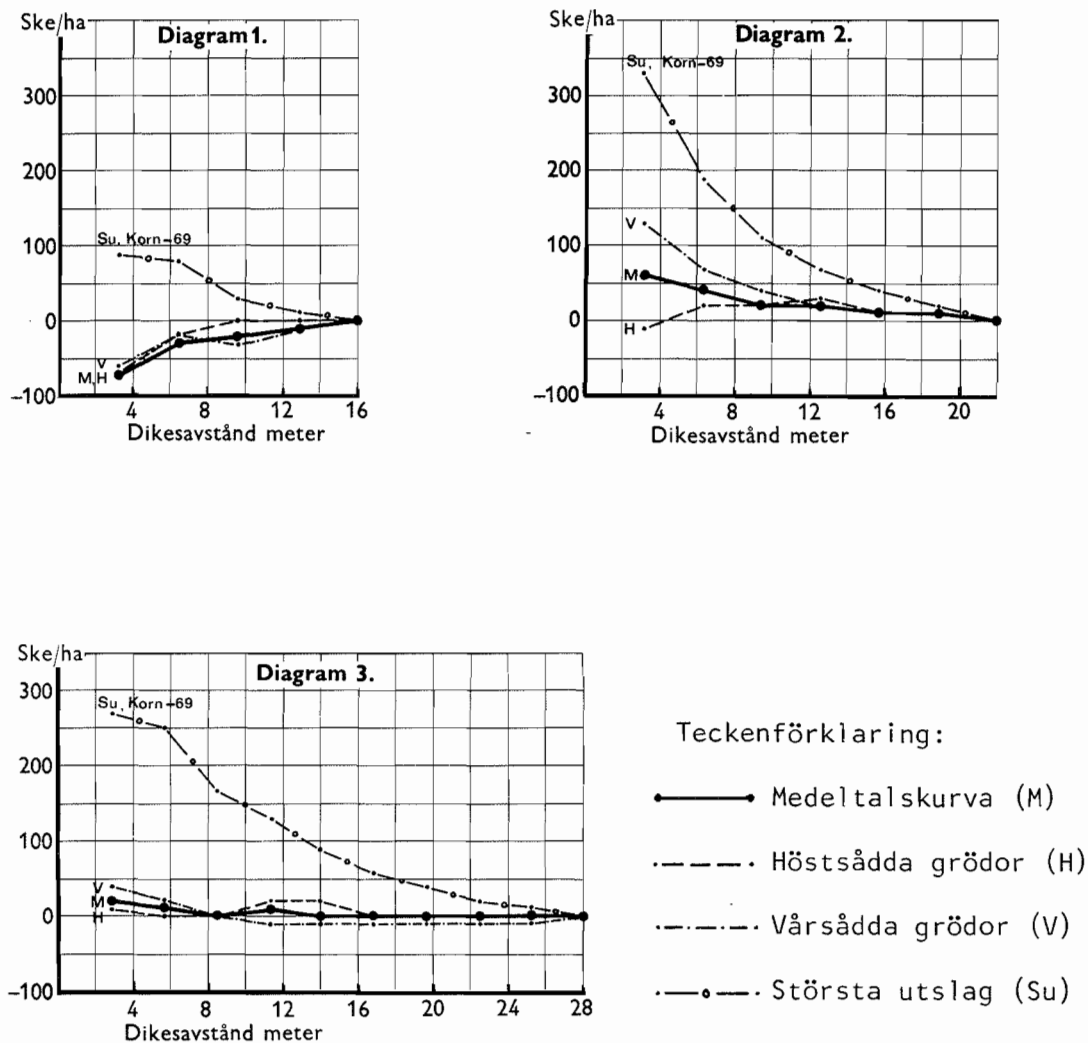 Ske/ha
Diagram 1.
300
200
100
0
-100
Su, Korn-69
V
M,H
4 8 12 16
Dikesavstånd meter
Ske/ha
Diagram 2.
300
200
100
0
-100
Su, Korn-69
V
M
H
4 8 12 16 20
Dikesavstånd meter
Ske/ha
Diagram 3.
300
200
100
0
-100
Su, Korn-69
V
M
H
4 8 12 16 20 22 28
Dikesavstånd meter
Teckenförklaring:
Medeltalskurva (M)
Höstsådda grödor (H)
Vårsådda grödor (V)
Största utslag (Su)